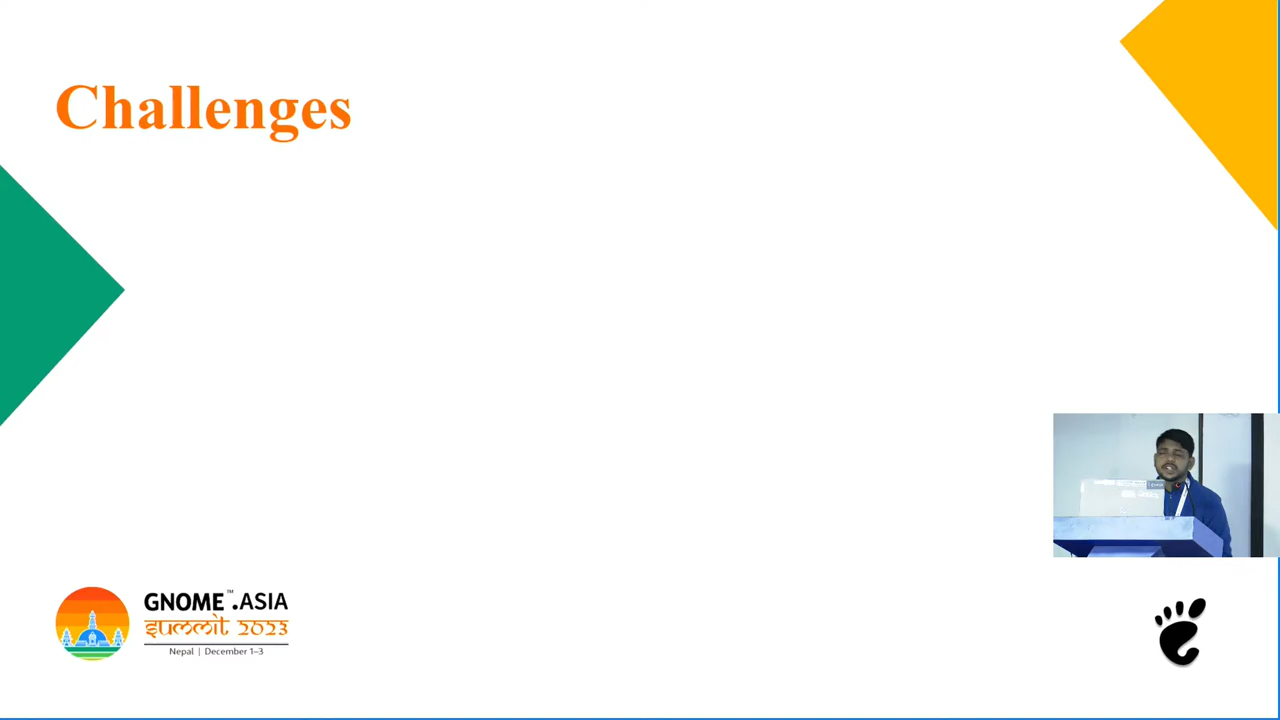 Challenges
GNOME™.ASIA
summit 2023
Nepal | December 1–3